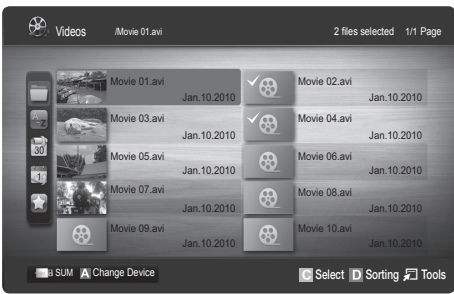 Videos /Movie 01.avi 2 files selected 1/1 Page
Movie 01.avi Movie 02.avi
Jan.10.2010 Jan.10.2010
Movie 03.avi Movie 04.avi
Jan.10.2010 Jan.10.2010
Movie 05.avi Movie 06.avi
Jan.10.2010 Jan.10.2010
Movie 07.avi Movie 08.avi
Jan.10.2010 Jan.10.2010
Movie 09.avi Movie 10.avi
Jan.10.2010 Jan.10.2010
SUM A Change Device C Select D Sorting Tools